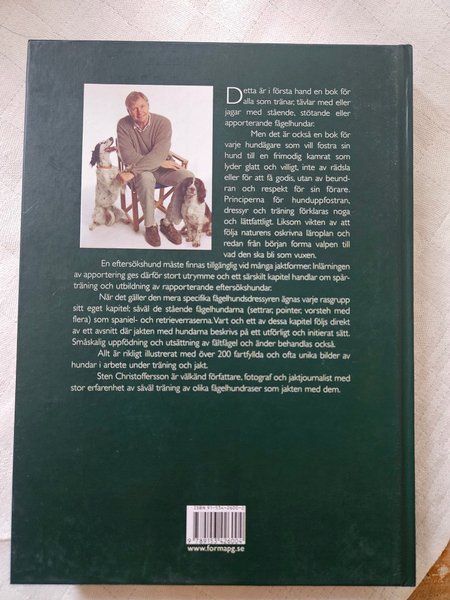 Detta är i första hand en bok för
alla som tränar, tävlar med eller
jagar med stående, stötande eller
apporterande fågelhundar.
Men det är också en bok för
varje hundägare som vill fostra sin
hund till en frimodig kamrat som
lyder glatt och villigt, inte av rädsla
eller för att få godis, utan av beund-
ran och respekt för sin förare.
Principerna för hunduppfostran,
dressyr och träning förklaras noga
och lättfattligt. Liksom vikten av att
följa naturens oskrivna läroplan och
redan från början forma valpen till
vad den ska bli som vuxen.
En eftersökshund måste finnas tillgänglig vid många jaktformer. Inlärningen
av apportering ges därför stort utrymme och ett särskilt kapitel handlar om spår-
träning och utbildning av rapporterande eftersökshundar.
När det gäller den mera specifika fågelhundsdressyren ägnas varje rasgrupp
sitt eget kapitel; såväl de stående fågelhundarna (settrar, pointer, vorsteh med
flera) som spaniel- och retrieverraserna. Vart och ett av dessa kapitel följs direkt
av ett avsnitt där jakten med hundarna beskrivs på ett utförligt och initierat sätt.
Småskalig uppfödning och utsättning av fältfågel och änder behandlas också.
Allt är rikligt illustrerat med över 200 fartfyllda och ofta unika bilder av
hundar i arbete under träning och jakt.
Sten Christoffersson är välkänd författare, fotograf och jaktjournalist med
stor erfarenhet av såväl träning av olika fågelhundraser som jakten med dem.
ISBN 91-534-2600-2
9 789153 426004
www.formapg.se